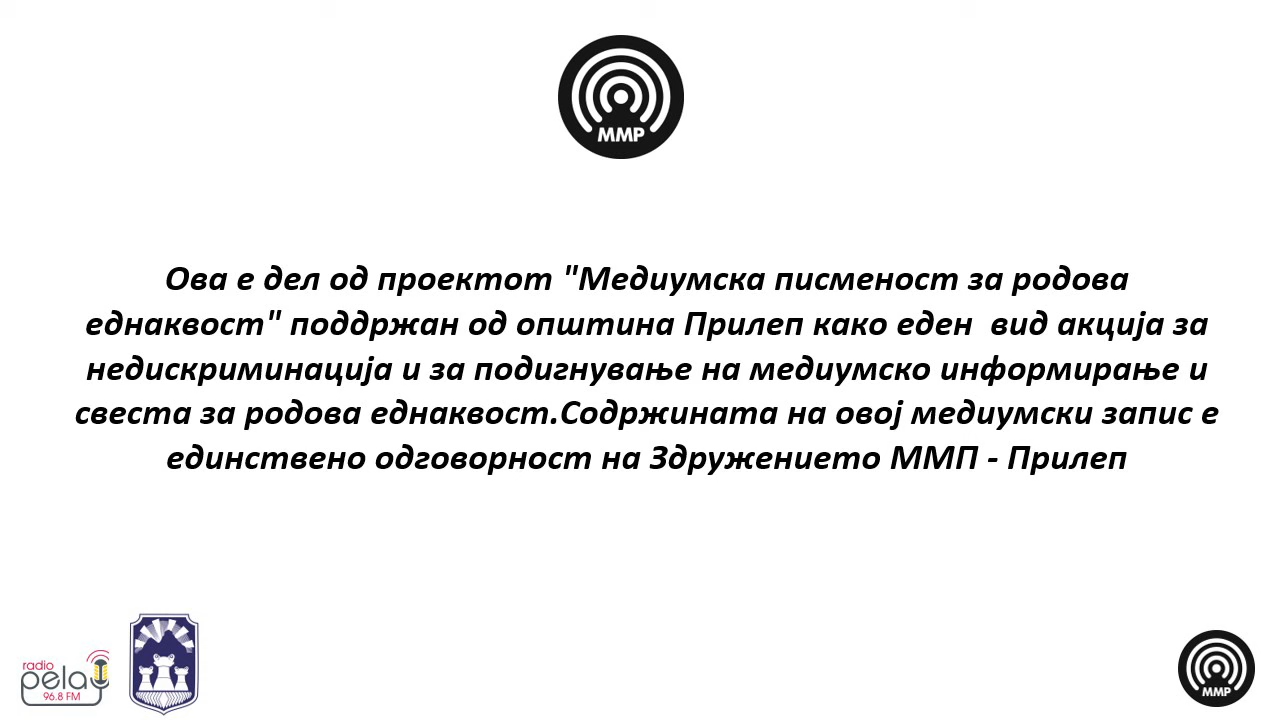 MMP
Ова е дел од проектот "Медиумска писменост за родова
еднаквост" поддржан од општина Прилеп како еден  вид акција за
недискриминација и за подигнување на медиумско информирање и
свеста за родова еднаквост.Содржината на овој медиумски запис е
единствено одговорност на Здружението ММП - Прилеп
radio
pelag
96.8 FM
MMP